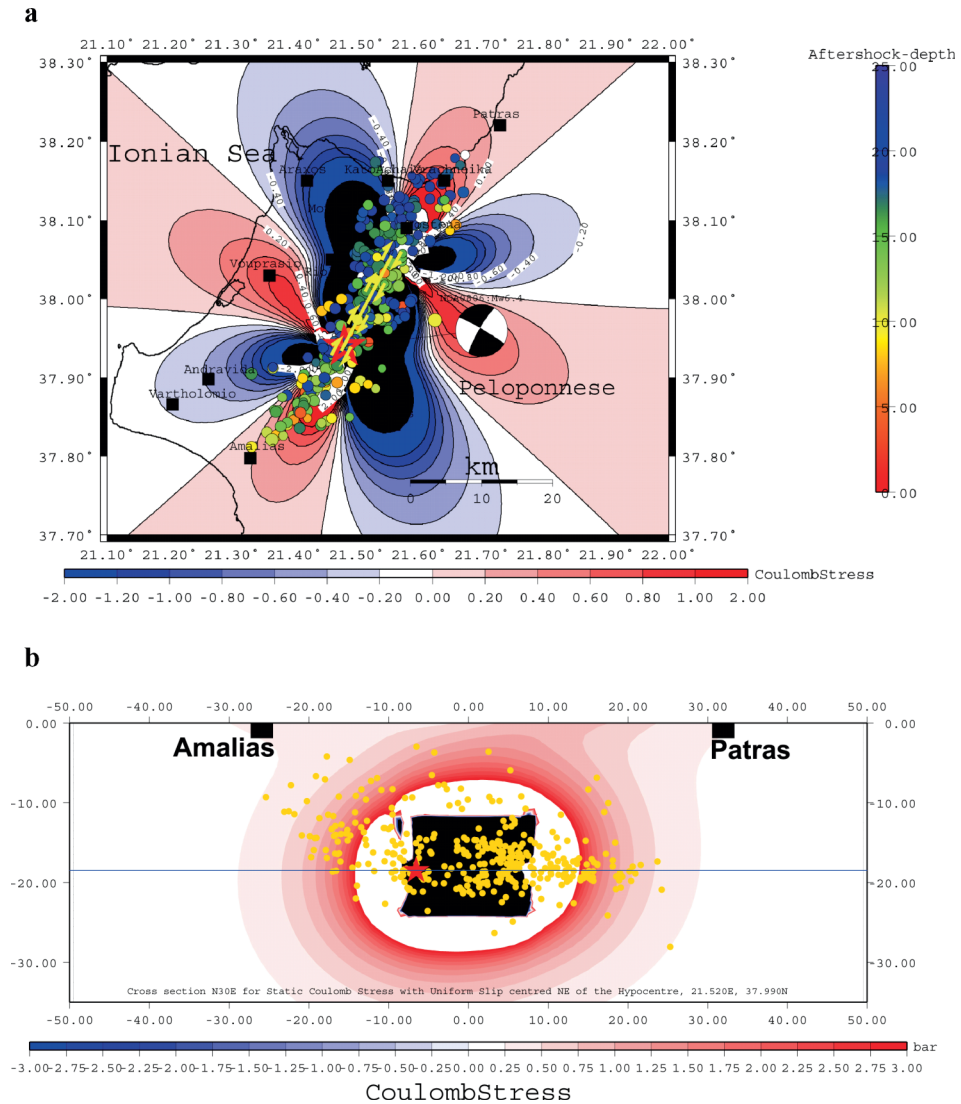 a
21.10° 21.20° 21.30° 21.40° 21.50° 21.60° 21.70° 21.80° 21.90° 22.00°
Aftershock-depth
38.30° 38.30°
38.20° 38.20°
38.10° 38.10°
38.00° 38.00°
37.90° 37.90°
37.80° 37.80°
37.70° 37.70°
25.00
20.00
15.00
10.00
5.00
0.00
Patras
Ionian Sea
Araxos
Vouprasio
NOA0806:Mw6.4
Andravida
Peloponnese
Vartholomio
Amalias
km
0 10 20
-0.40
-0.20
-0.60
21.10° 21.20° 21.30° 21.40° 21.50° 21.60° 21.70° 21.80° 21.90° 22.00°
CoulombStress
-2.00 -1.20 -1.00 -0.80 -0.60 -0.40 -0.20 0.00 0.20 0.40 0.60 0.80 1.00 2.00
b
-50.00 -40.00 -30.00 -20.00 -10.00 0.00 10.00 20.00 30.00 40.00 50.00
0.00 0.00
Amalias Patras
-10.00 -10.00
-20.00 -20.00
-30.00 -30.00
Cross section N30E for Static Coulomb Stress with Uniform Slip centred NE of the Hypocentre, 21.520E, 37.990N
-50.00 -40.00 -30.00 -20.00 -10.00 0.00 10.00 20.00 30.00 40.00 50.00
bar
-3.00 -2.75 -2.50 -2.25 -2.00 -1.75 -1.50 -1.25 -1.00 -0.75 -0.50 -0.25 0.00 0.25 0.50 0.75 1.00 1.25 1.50 1.75 2.00 2.25 2.50 2.75 3.00
CoulombStress